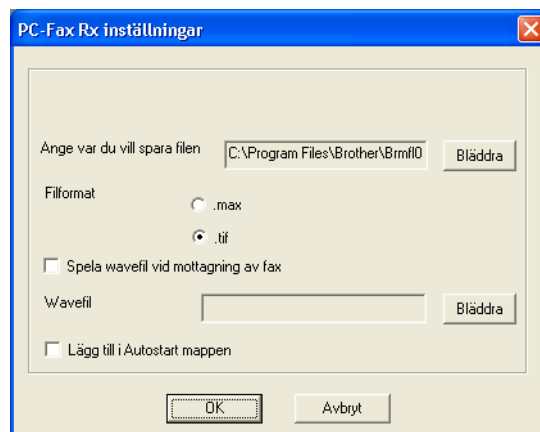 PC-Fax Rx inställningar
Ange var du vill spara filen C:\Program Files\Brother\Brmfl0 Bläddra
Filformat
.max
.tif
Spela wavefil vid mottagning av fax
Wavefil Bläddra
Lägg till i Autostart mappen
OK Avbryt